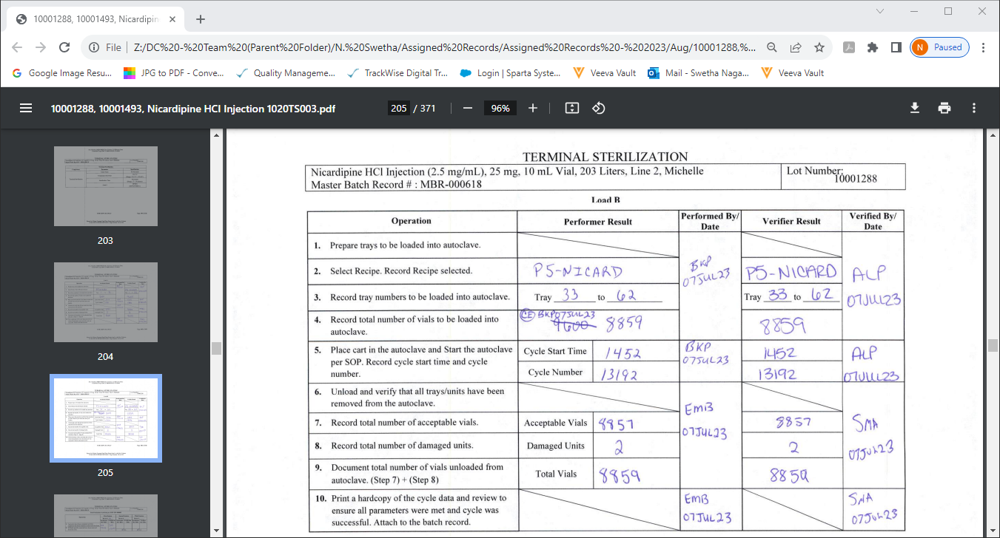 10001288, 10001493, Nicardipin
File Z:/DC%20-%20Team%20(Parent%20Folder)/N.%20Swetha/Assigned%20Records/Assigned%20Records%20-%202023/Aug/10001288,%... N Paused
Google Image Resu... JPG to PDF - Conve... Quality Manageme... TrackWise Digital Tr... Login | Sparta Syste... Veeva Vault Mail - Swetha Naga... Veeva Vault
10001288, 10001493, Nicardipine HCl Injection 1020TS003.pdf 205 / 371 96%
203
204
205
TERMINAL STERILIZATION
Nicardipine HCl Injection (2.5 mg/mL), 25 mg, 10 mL Vial, 203 Liters, Line 2, Michelle
Master Batch Record # : MBR-000618
Lot Number:
10001288
Load B
Operation Performer Result Performed By/ Date Verifier Result Verified By/ Date
1. Prepare trays to be loaded into autoclave.
2. Select Recipe. Record Recipe selected. P5-NICARD BKP 07JUL23 P5-NICARD ALP 07JUL23
3. Record tray numbers to be loaded into autoclave. Tray 33 to 62 Tray 33 to 62
4. Record total number of vials to be loaded into autoclave. CE BKP 07JUL23 9600 8859 8859
5. Place cart in the autoclave and Start the autoclave
per SOP. Record cycle start time and cycle
number.
Cycle Start Time 1452 BKP 07JUL23 1452 ALP 07JUL23
Cycle Number 13192 13192
6. Unload and verify that all trays/units have been
removed from the autoclave.
EMB 07JUL23 SMA 07JUL23
7. Record total number of acceptable vials. Acceptable Vials 8857 8857
8. Record total number of damaged units. Damaged Units 2 2
9. Document total number of vials unloaded from
autoclave. (Step 7) + (Step 8)
Total Vials 8859 8859
10. Print a hardcopy of the cycle data and review to
ensure all parameters were met and cycle was
successful. Attach to the batch record.
EMB 07JUL23 SMA 07JUL23